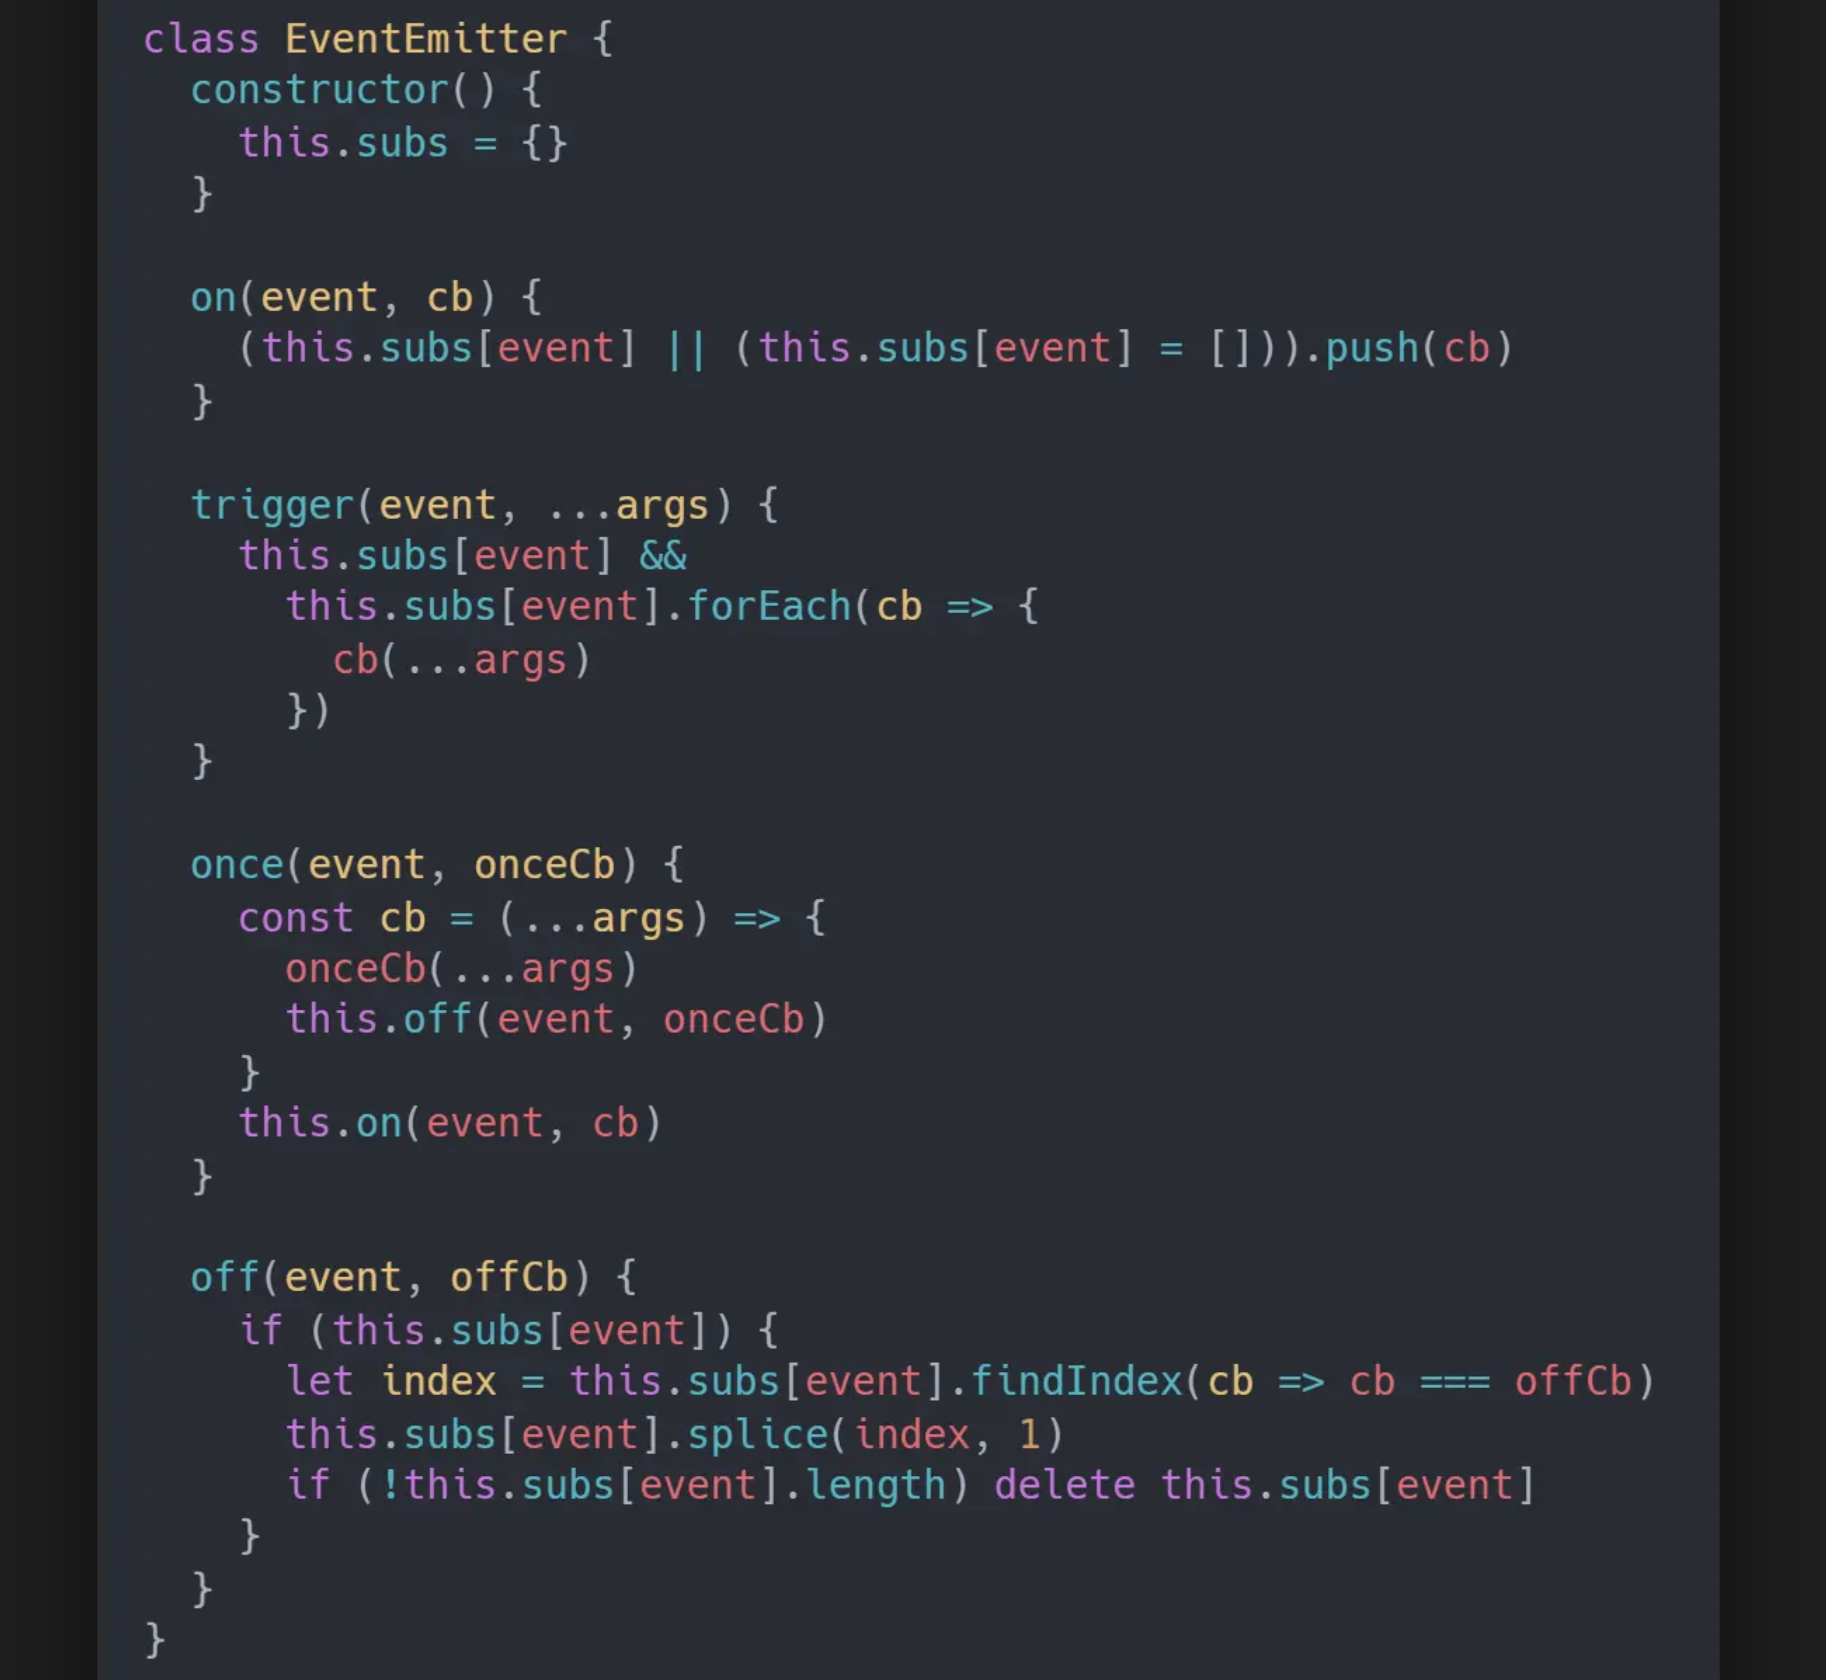 class EventEmitter {
  constructor() {
    this.subs = {}
  }

  on(event, cb) {
    (this.subs[event] || (this.subs[event] = [])).push(cb)
  }

  trigger(event, ...args) {
    this.subs[event] &&
      this.subs[event].forEach(cb => {
        cb(...args)
      })
  }

  once(event, onceCb) {
    const cb = (...args) => {
      onceCb(...args)
      this.off(event, onceCb)
    }
    this.on(event, cb)
  }

  off(event, offCb) {
    if (this.subs[event]) {
      let index = this.subs[event].findIndex(cb => cb === offCb)
      this.subs[event].splice(index, 1)
      if (!this.subs[event].length) delete this.subs[event]
    }
  }
}